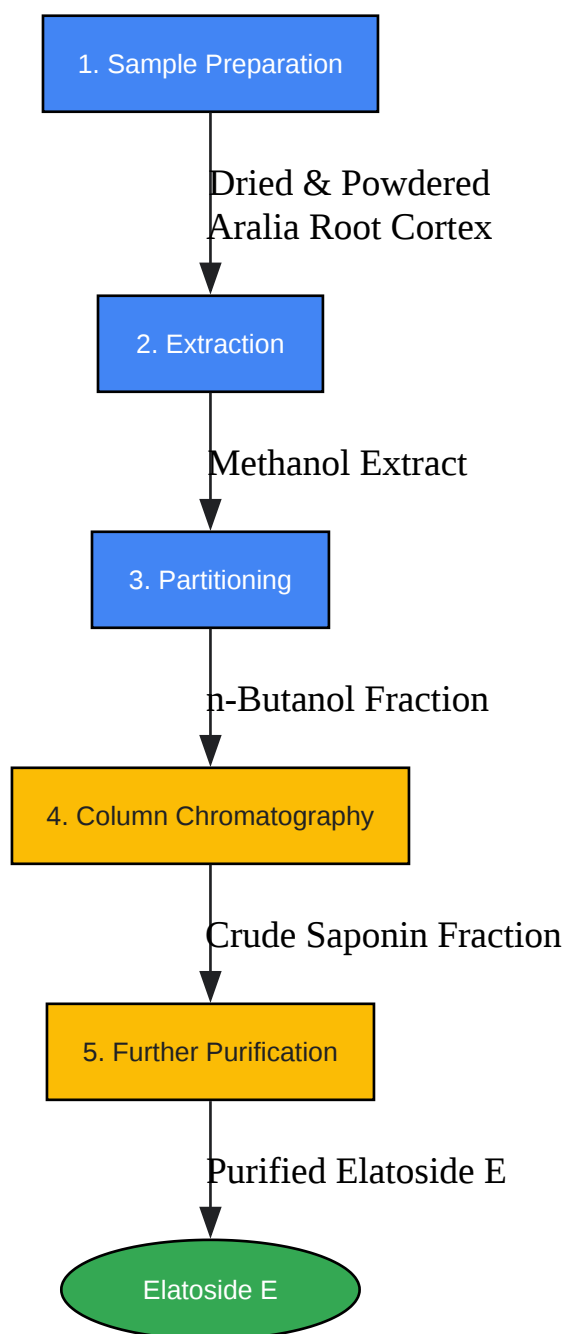 1. Sample Preparation
Dried & Powdered
Aralia Root Cortex
2. Extraction
Methanol Extract
3. Partitioning
n-Butanol Fraction
4. Column Chromatography
Crude Saponin Fraction
5. Further Purification
Purified Elatoside E
Elatoside E